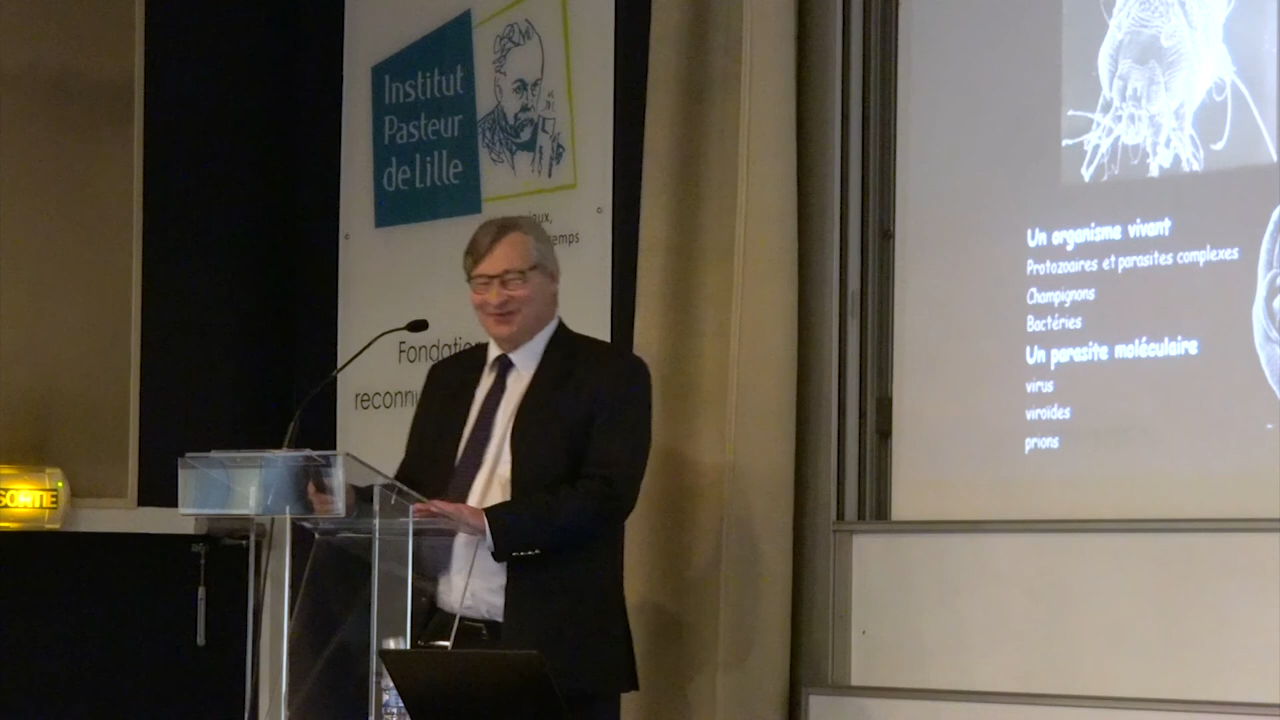 Institut
Pasteur
de Lille
Fondation
SORTIE
Un organisme vivant
Protozoaires et parasites complexes
Champignons
Bactéries
Un parasite moléculaire
virus
viroïdes
prions